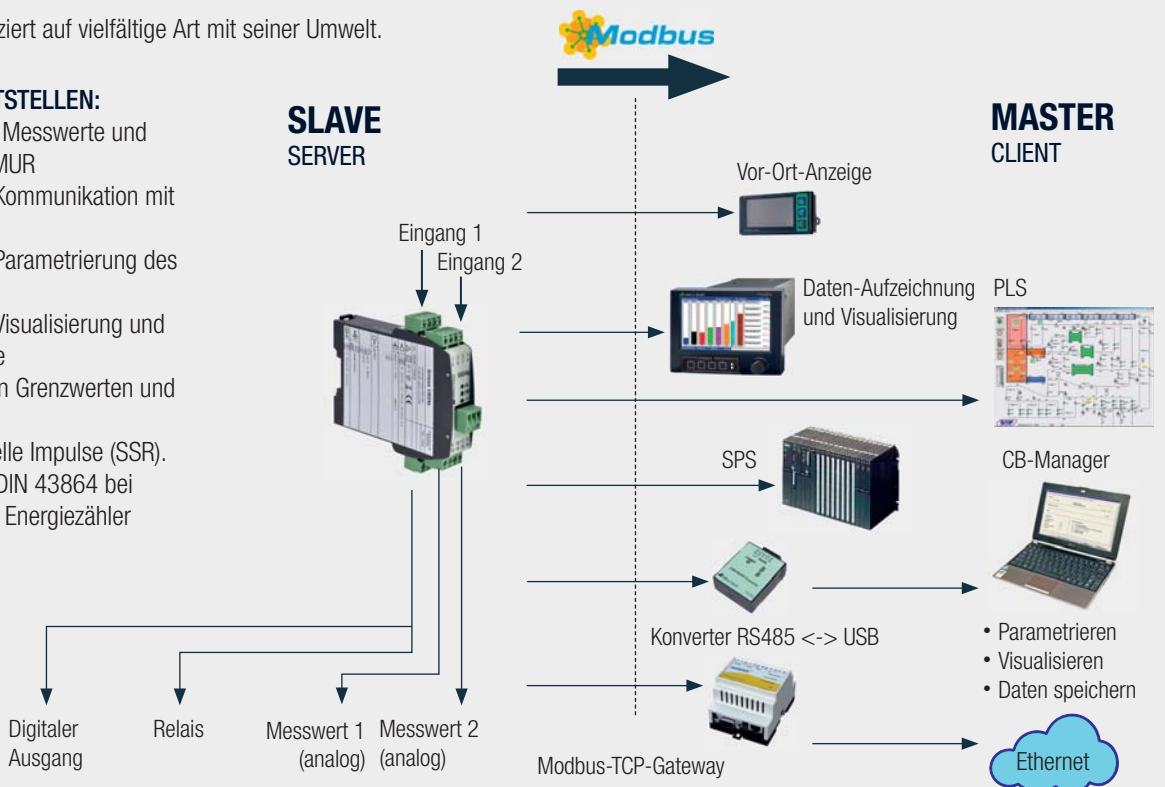 ziert auf vielfältige Art mit seiner Umwelt.
TSTELLEN:
Messwerte und
MUR
Kommunikation mit
Parametrierung des
Visualisierung und
e
n Grenzwerten und
elle Impulse (SSR).
DIN 43864 bei
Energiezähler
Modbus
SLAVE
SERVER
MASTER
CLIENT
Eingang 1
Eingang 2
Vor-Ort-Anzeige
Daten-Aufzeichnung
und Visualisierung
PLS
SPS
CB-Manager
Konverter RS485 <-> USB
• Parametrieren
• Visualisieren
• Daten speichern
Digitaler
Ausgang
Relais
Messwert 1
(analog)
Messwert 2
(analog)
Modbus-TCP-Gateway
Ethernet